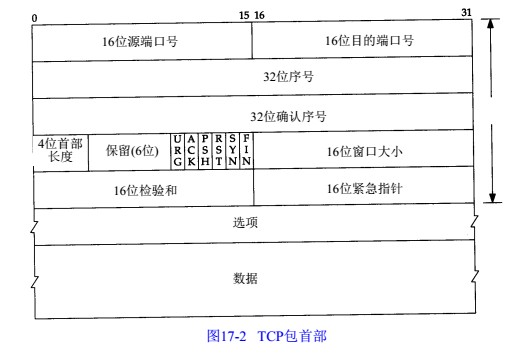 0 15 16 31
16位源端口号 16位目的端口号
32位序号
32位确认序号
4位首部长度 保留(6位) URG ACK PSH RST SYN FIN 16位窗口大小
16位检验和 16位紧急指针
选项
数据
图17-2 TCP包首部